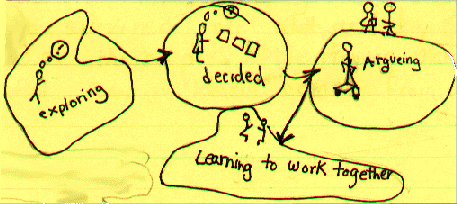 exploring
decided
Argueing
Learning to work together